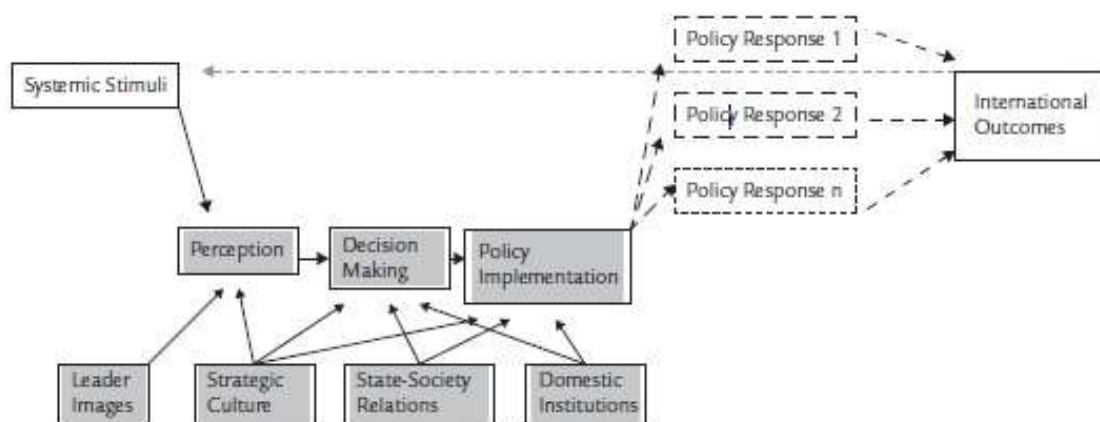 Policy Response 1
Systemic Stimuli
Policy Response 2
International
Outcomes
Policy Response n
Perception
Decision
Making
Policy
Implementation
Leader
Images
Strategic
Culture
State-Society
Relations
Domestic
Institutions